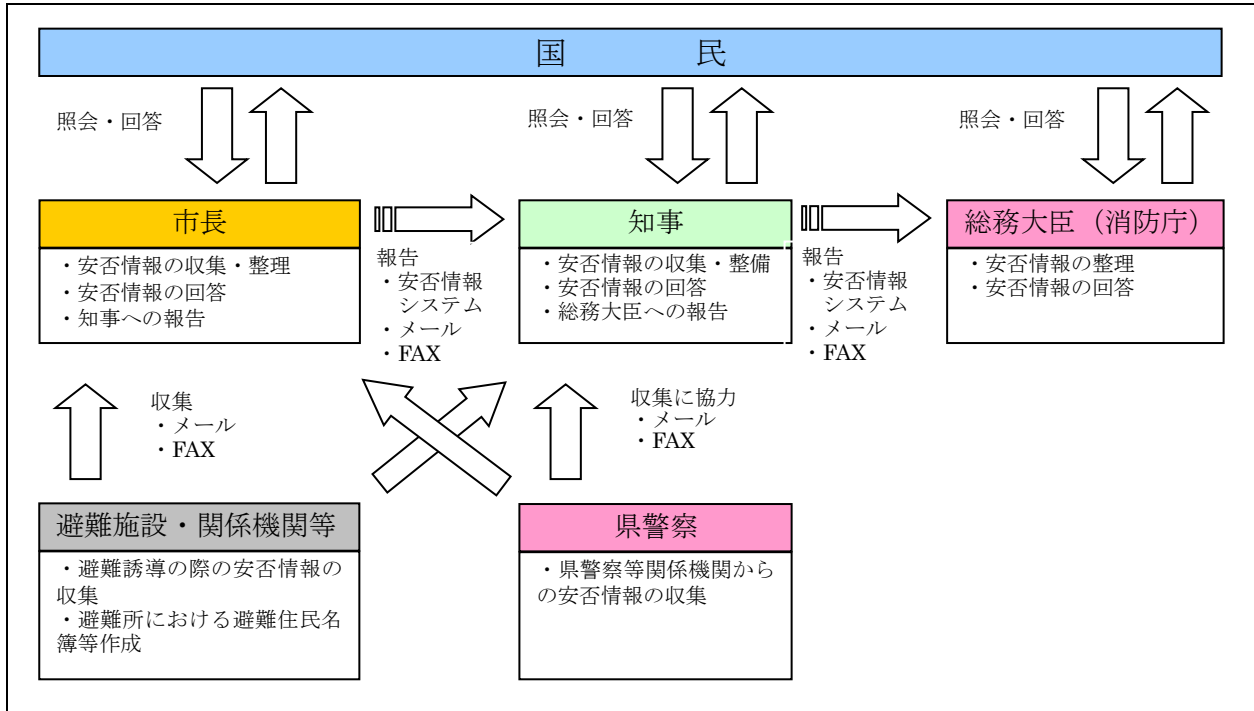 国　　　民
照会・回答
照会・回答
照会・回答
市長
・安否情報の収集・整理
・安否情報の回答
・知事への報告
報告
・安否情報
システム
・メール
・FAX
知事
・安否情報の収集・整備
・安否情報の回答
・総務大臣への報告
報告
・安否情報
システム
・メール
・FAX
総務大臣（消防庁）
・安否情報の整理
・安否情報の回答
収集
・メール
・FAX
収集に協力
・メール
・FAX
避難施設・関係機関等
・避難誘導の際の安否情報の
収集
・避難所における避難住民名
簿等作成
県警察
・県警察等関係機関から
の安否情報の収集